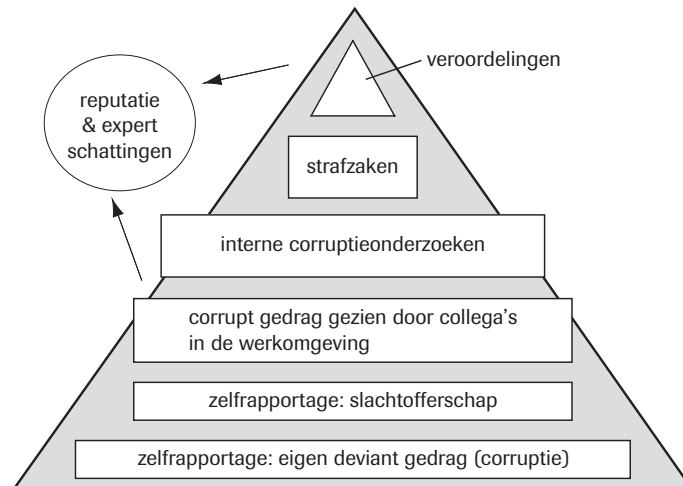 veroordelingen
reputatie
& expert
schattingen
strafzaken
interne corruptieonderzoeken
corrupt gedrag gezien door collega's
in de werkomgeving
zelfrapportage: slachtofferschap
zelfrapportage: eigen deviant gedrag (corruptie)